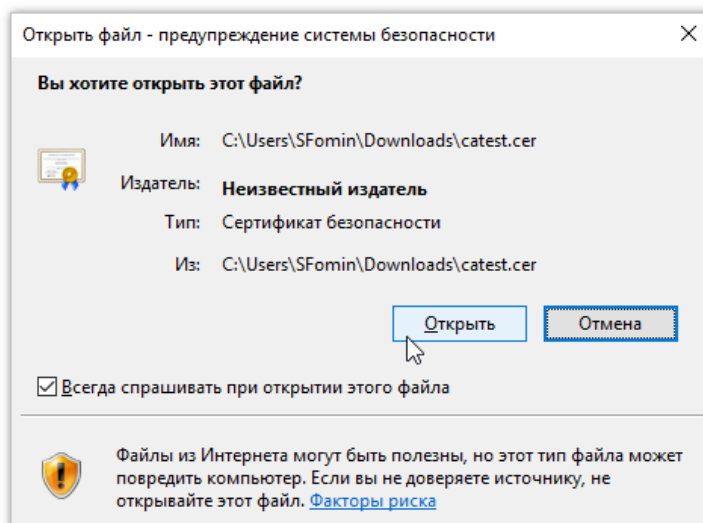 Открыть файл - предупреждение системы безопасности
Вы хотите открыть этот файл?
Имя: C:\Users\SFomin\Downloads\catest.cer
Издатель: Неизвестный издатель
Тип: Сертификат безопасности
Из: C:\Users\SFomin\Downloads\catest.cer
Открыть Отмена
Всегда спрашивать при открытии этого файла
Файлы из Интернета могут быть полезны, но этот тип файла может
повредить компьютер. Если вы не доверяете источнику, не
открывайте этот файл. Факторы риска